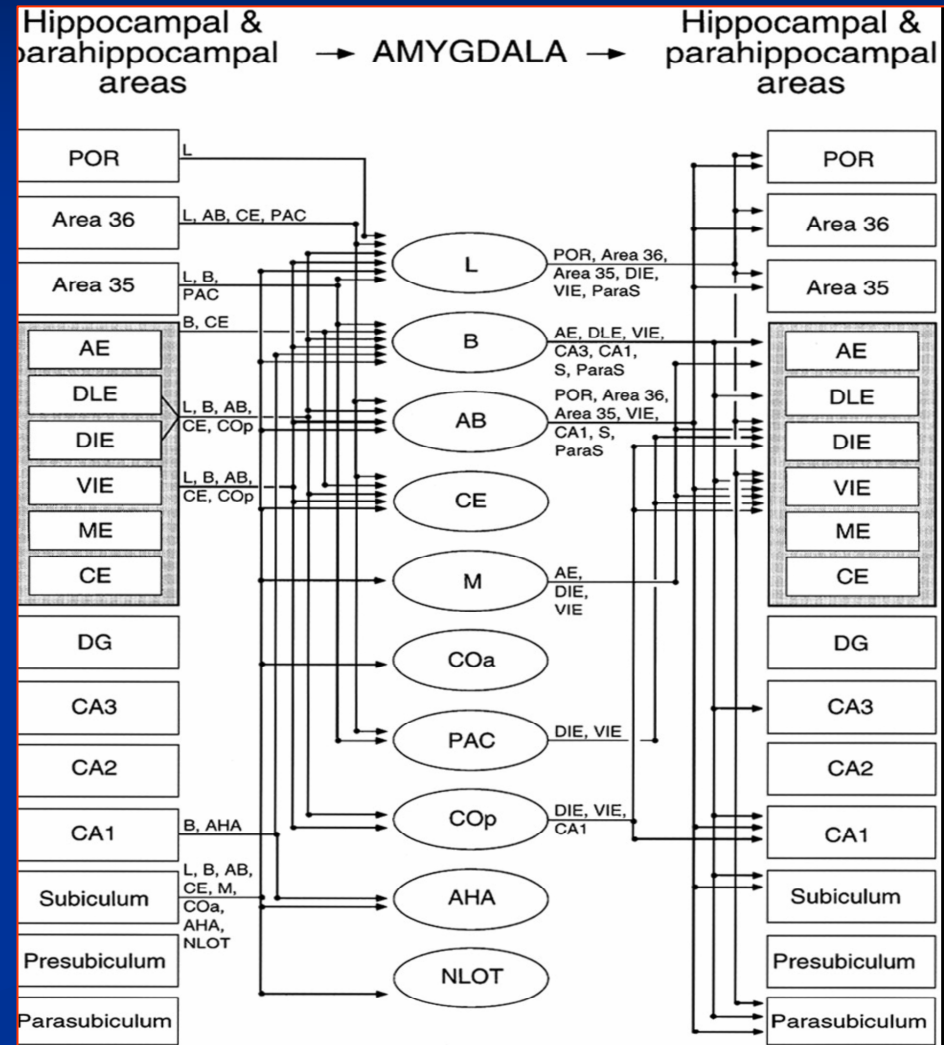 Hippocampal &
parahippocampal
areas
AMYGDALA
Hippocampal &
parahippocampal
areas
POR
L
Area 36
L, AB, CE, PAC
Area 35
L, B,
PAC
B, CE
AE
DLE
DIE
L, B, AB,
CE, COp
VIE
L, B, AB,
CE, COp
ME
CE
DG
CA3
CA2
CA1
B, AHA
Subiculum
L, B, AB,
CE, M,
COa,
AHA,
NLOT
Presubiculum
Parasubiculum
L
POR, Area 36,
Area 35, DIE,
VIE, ParaS
B
AE, DLE, VIE,
CA3, CA1,
S, ParaS
AB
POR, Area 36,
Area 35, VIE,
CA1, S,
ParaS
CE
M
AE,
DIE,
VIE
COa
PAC
DIE, VIE
COp
DIE, VIE,
CA1
AHA
NLOT
POR
Area 36
Area 35
AE
DLE
DIE
VIE
ME
CE
DG
CA3
CA2
CA1
Subiculum
Presubiculum
Parasubiculum